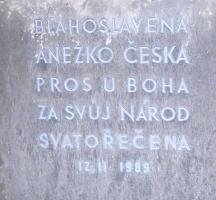 BLAHOSLAVENÁ
ANEŽKO ČESKÁ
PROS U BOHA
ZA SVŮJ NÁROD
SVATOŘEČENA
12·11·1989